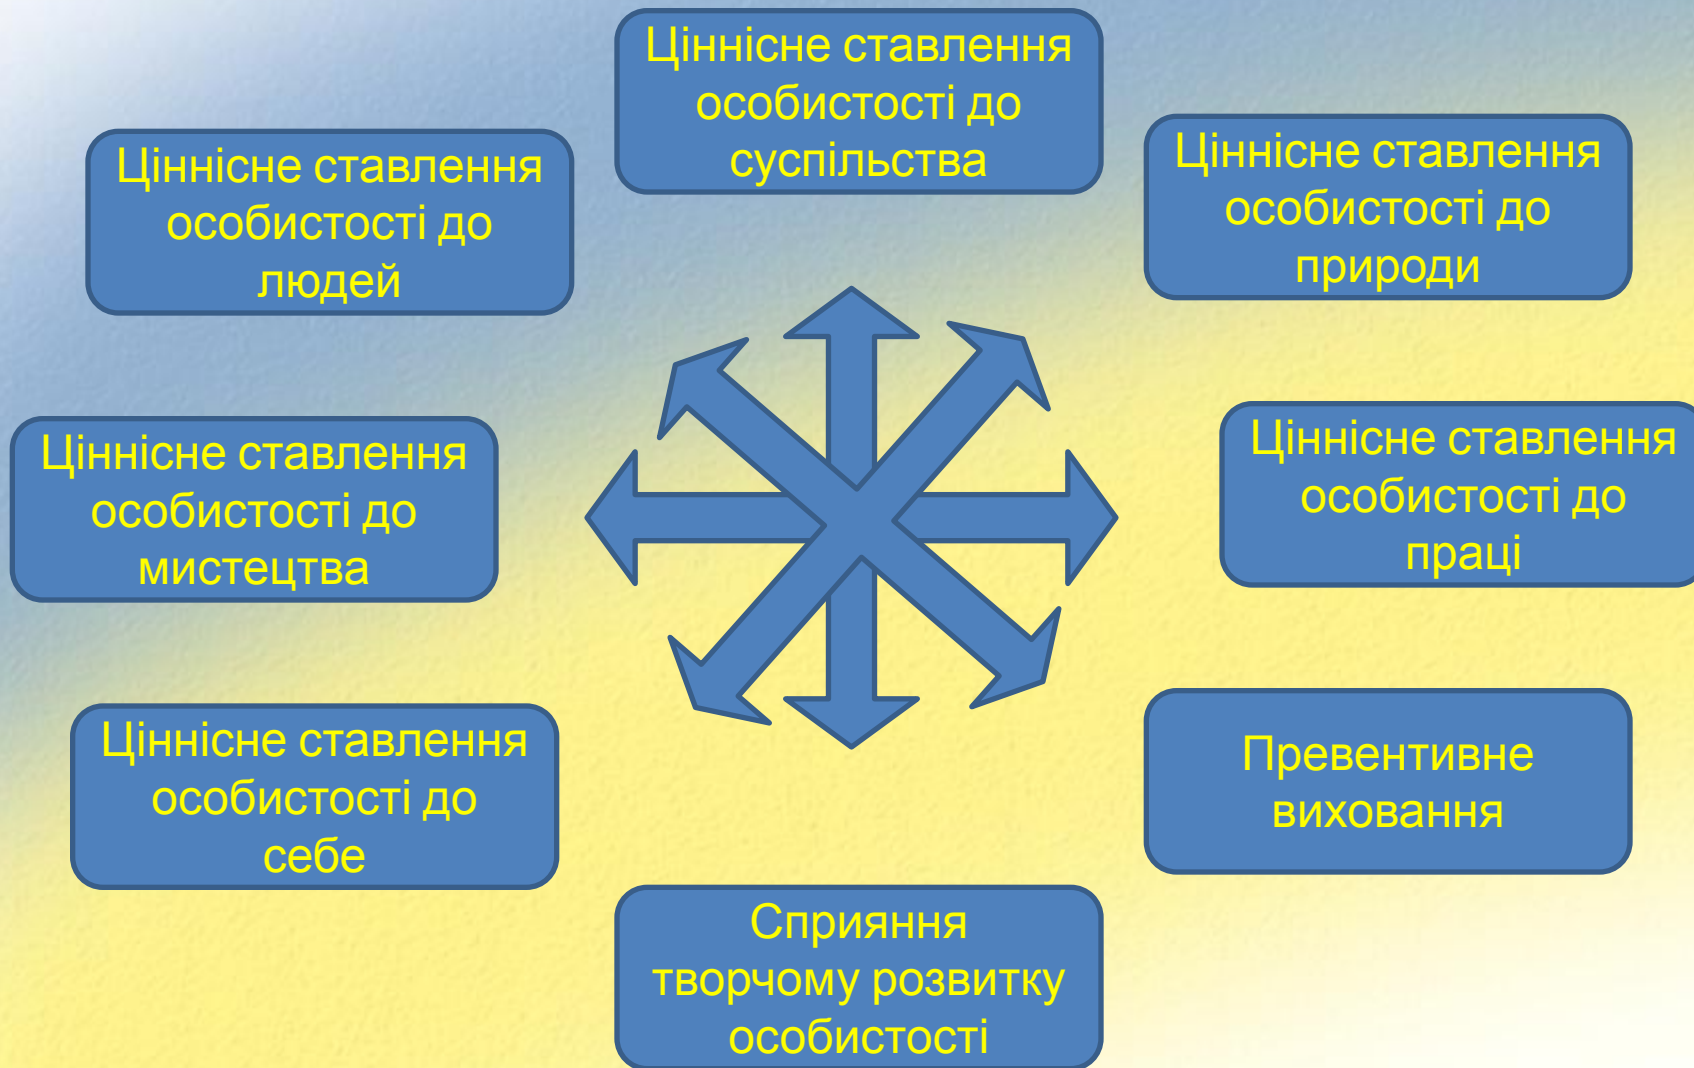 Ціннісне ставлення
особистості до
суспільства
Ціннісне ставлення
особистості до
людей
Ціннісне ставлення
особистості до
природи
Ціннісне ставлення
особистості до
мистецтва
Ціннісне ставлення
особистості до
праці
Ціннісне ставлення
особистості до
себе
Превентивне
виховання
Сприяння
творчому розвитку
особистості